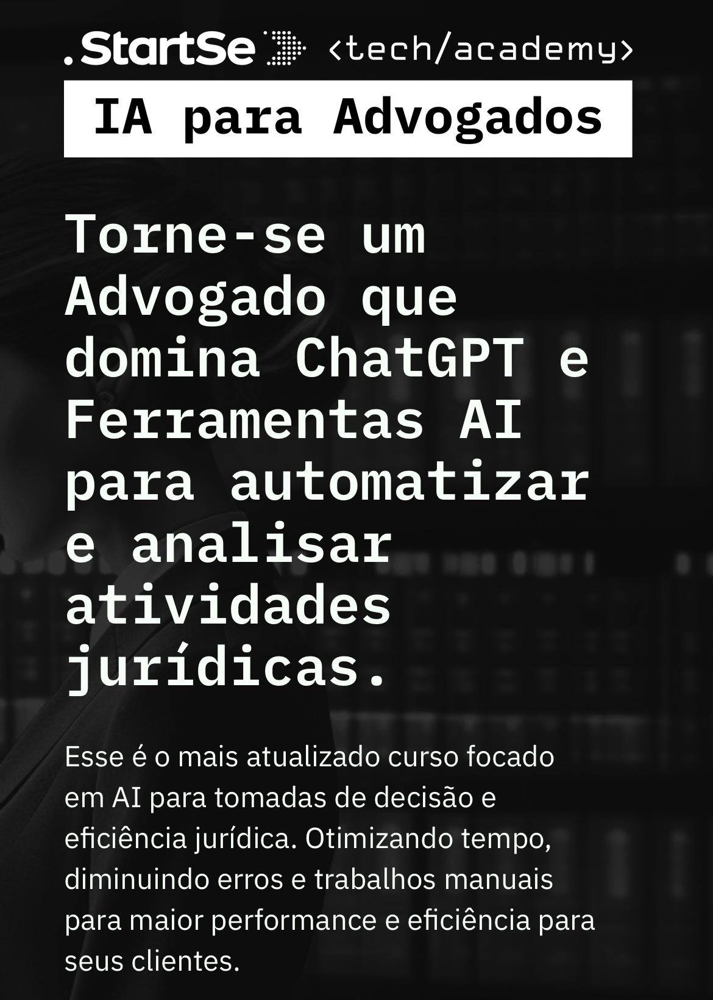 .StartSe <tech/academy>
IA para Advogados
Torne-se um
Advogado que
domina ChatGPT e
Ferramentas AI
para automatizar
e analisar
atividades
jurídicas.
Esse é o mais atualizado curso focado
em AI para tomadas de decisão e
eficiência jurídica. Otimizando tempo,
diminuindo erros e trabalhos manuais
para maior performance e eficiência para
seus clientes.